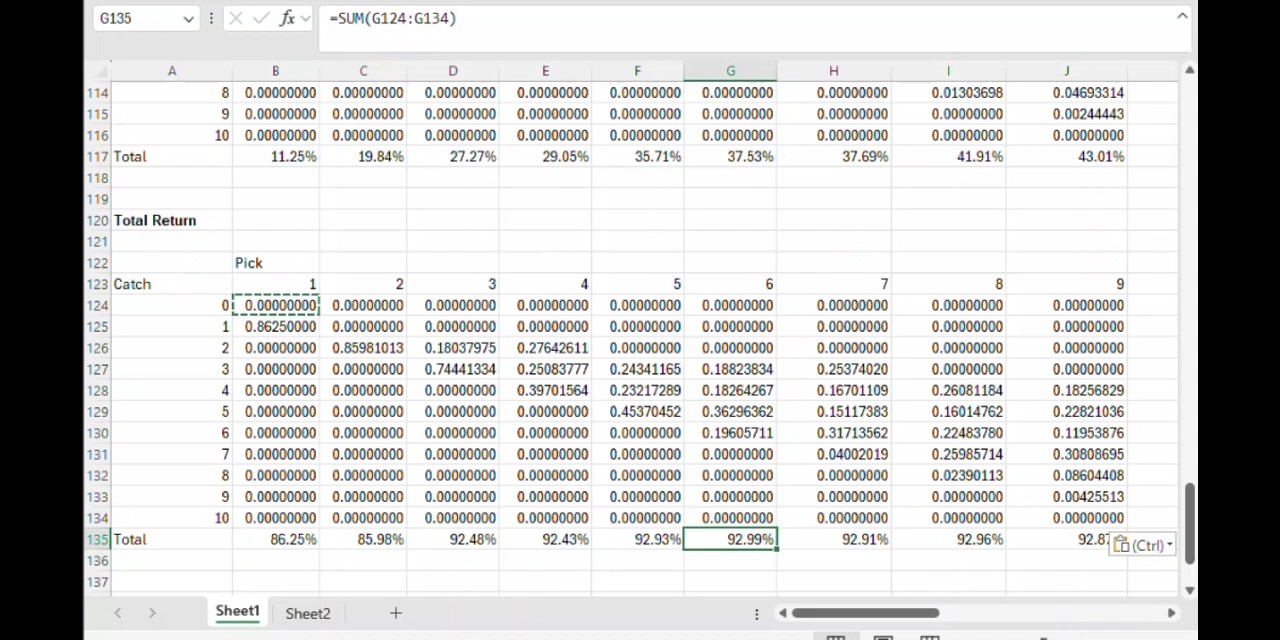 G135 fx =SUM(G124:G134)
A B C D E F G H I J
114 8 0.00000000 0.00000000 0.00000000 0.00000000 0.00000000 0.00000000 0.00000000 0.01303698 0.04693314
115 9 0.00000000 0.00000000 0.00000000 0.00000000 0.00000000 0.00000000 0.00000000 0.00000000 0.00244443
116 10 0.00000000 0.00000000 0.00000000 0.00000000 0.00000000 0.00000000 0.00000000 0.00000000 0.00000000
117 Total 11.25% 19.84% 27.27% 29.05% 35.71% 37.53% 37.69% 41.91% 43.01%
118
119
120 Total Return
121
122 Pick
123 Catch 1 2 3 4 5 6 7 8 9
124 0 0.00000000 0.00000000 0.00000000 0.00000000 0.00000000 0.00000000 0.00000000 0.00000000 0.00000000
125 1 0.86250000 0.00000000 0.00000000 0.00000000 0.00000000 0.00000000 0.00000000 0.00000000 0.00000000
126 2 0.00000000 0.85981013 0.18037975 0.27642611 0.00000000 0.00000000 0.00000000 0.00000000 0.00000000
127 3 0.00000000 0.00000000 0.74441334 0.25083777 0.24341165 0.18823834 0.25374020 0.00000000 0.00000000
128 4 0.00000000 0.00000000 0.00000000 0.39701564 0.23217289 0.18264267 0.16701109 0.26081184 0.18256829
129 5 0.00000000 0.00000000 0.00000000 0.00000000 0.45370452 0.36296362 0.15117383 0.16014762 0.22821036
130 6 0.00000000 0.00000000 0.00000000 0.00000000 0.00000000 0.19605711 0.31713562 0.22483780 0.11953876
131 7 0.00000000 0.00000000 0.00000000 0.00000000 0.00000000 0.00000000 0.04002019 0.25985714 0.30808695
132 8 0.00000000 0.00000000 0.00000000 0.00000000 0.00000000 0.00000000 0.00000000 0.02390113 0.08604408
133 9 0.00000000 0.00000000 0.00000000 0.00000000 0.00000000 0.00000000 0.00000000 0.00000000 0.00425513
134 10 0.00000000 0.00000000 0.00000000 0.00000000 0.00000000 0.00000000 0.00000000 0.00000000 0.00000000
135 Total 86.25% 85.98% 92.48% 92.43% 92.93% 92.99% 92.91% 92.96% (Ctrl)
136
137
Sheet1 Sheet2